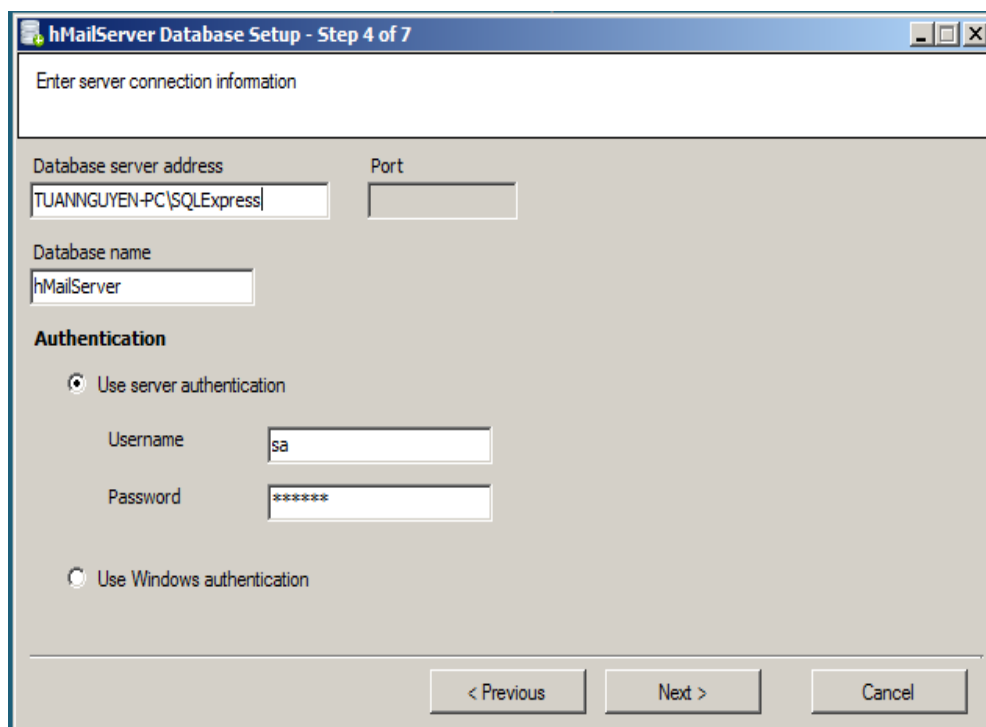 hMailServer Database Setup - Step 4 of 7
Enter server connection information
Database server address Port
TUANNGUYEN-PC\SQLExpress
Database name
hMailServer
Authentication
Use server authentication
Username sa
Password ******
Use Windows authentication
< Previous Next > Cancel